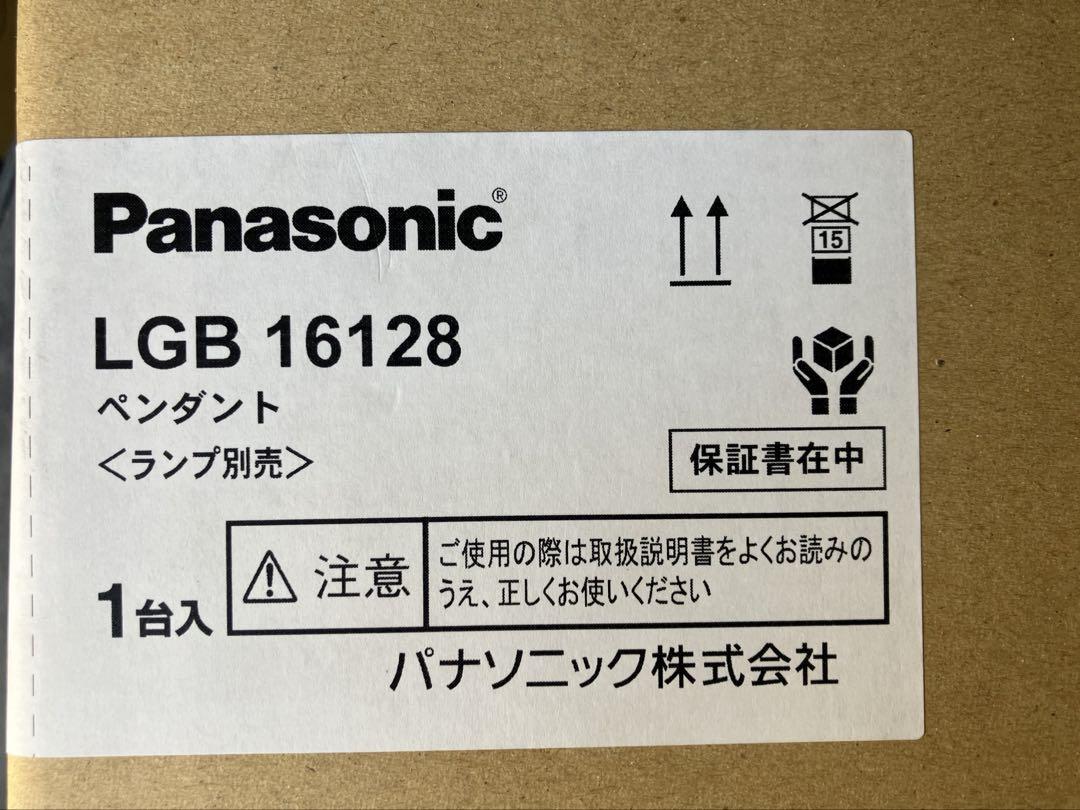 Panasonic®
LGB 16128
ペンダント
<ランプ別売>
15
保証書在中
1台入
注意
ご使用の際は取扱説明書をよくお読みの
うえ、正しくお使いください
パナソニック株式会社